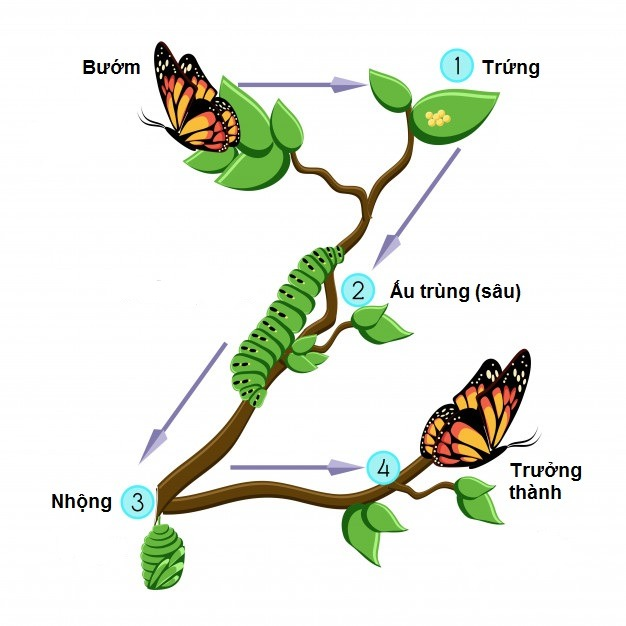 Bướm
1 Trứng
2 Ấu trùng (sâu)
4
Trưởng
thành
Nhộng 3